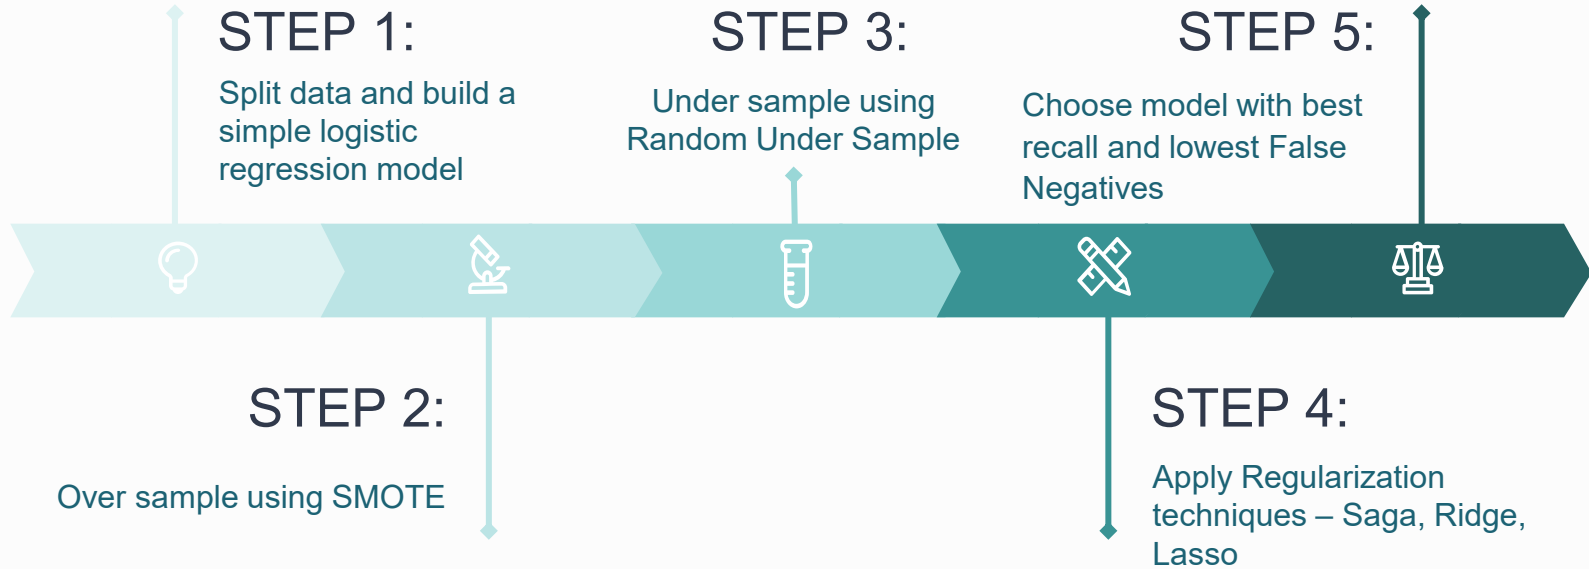 STEP 1:
Split data and build a
simple logistic
regression model
STEP 2:
Over sample using SMOTE
STEP 3:
Under sample using
Random Under Sample
STEP 4:
Apply Regularization
techniques – Saga, Ridge,
Lasso
STEP 5:
Choose model with best
recall and lowest False
Negatives